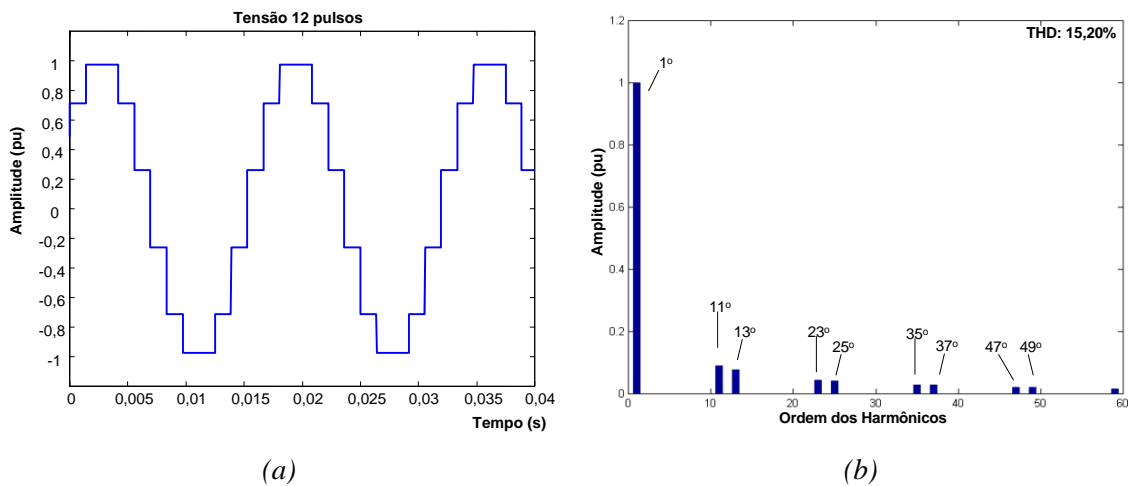 Tensão 12 pulsos
Amplitude (pu)
1
0,8
0,6
0,4
0,2
0
-0,2
-0,4
-0,6
-0,8
-1
0 0,005 0,01 0,015 0,02 0,025 0,03 0,035 0,04
Tempo (s)
(a)
THD: 15,20%
Amplitude (pu)
1.2
1
0.8
0.6
0.4
0.2
0
1º
11º 13º 23º 25º 35º 37º 47º 49º
0 10 20 30 40 50 60
Ordem dos Harmônicos
(b)